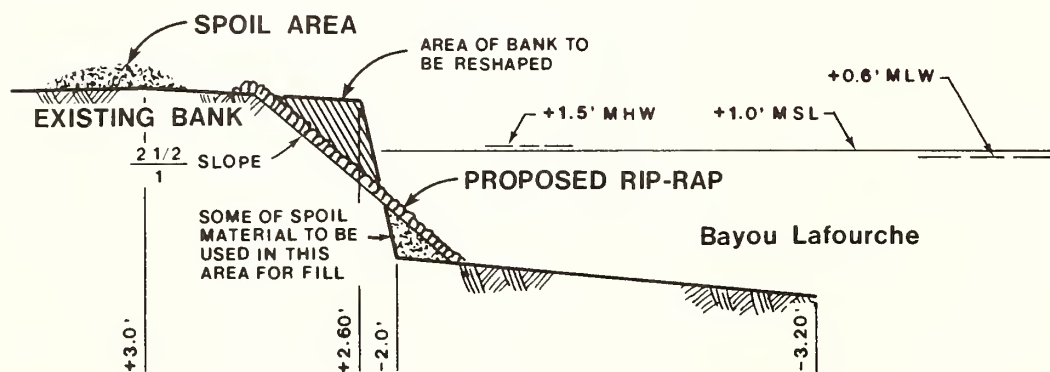 SPOIL AREA
AREA OF BANK TO
BE RESHAPED
+0.6' MLW
+1.5' MHW
+1.0' MSL
EXISTING BANK
2 1/2
1
SLOPE
PROPOSED RIP-RAP
SOME OF SPOIL
MATERIAL TO BE
USED IN THIS
AREA FOR FILL
Bayou Lafourche
+3.0'
+2.60'
-2.0'
-3.20'